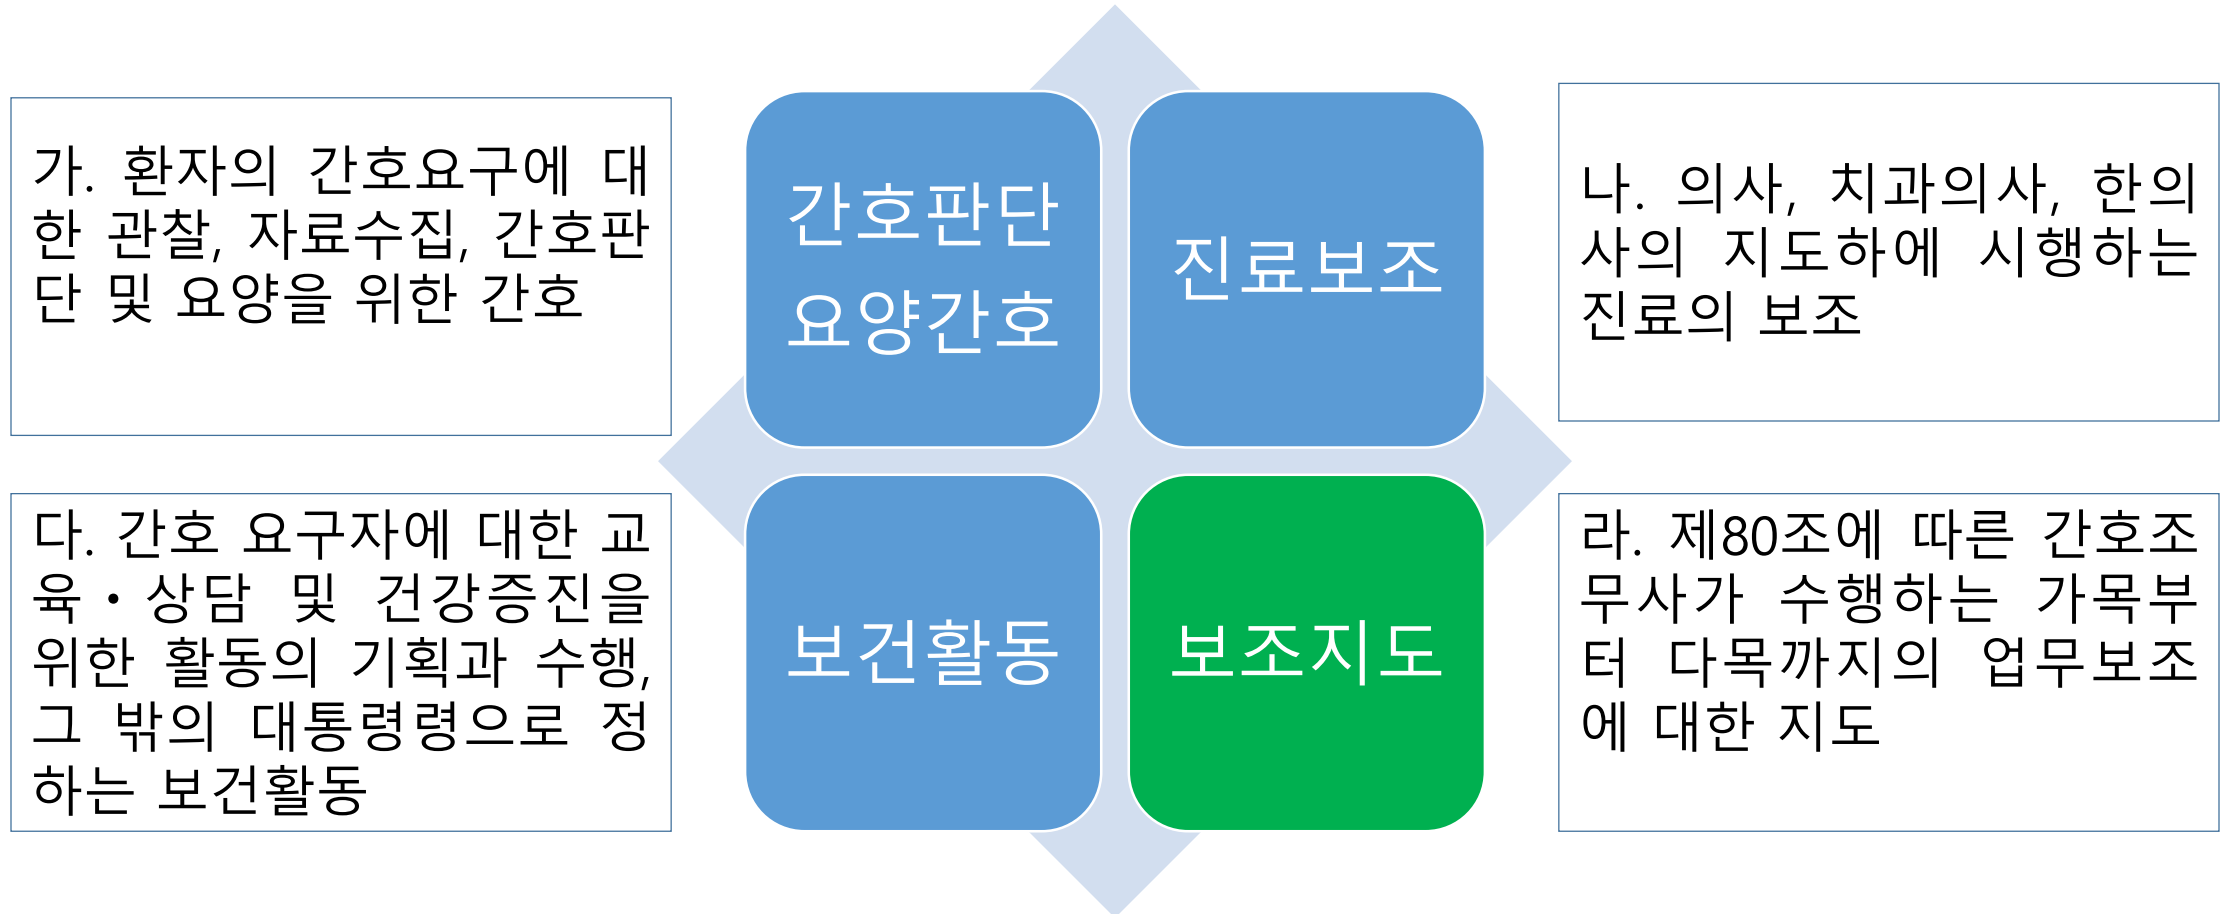 가. 환자의 간호요구에 대
한 관찰, 자료수집, 간호판
단 및 요양을 위한 간호
간호판단
요양간호
진료보조
나. 의사, 치과의사, 한의
사의 지도하에 시행하는
진료의 보조
다. 간호 요구자에 대한 교
육·상담 및 건강증진을
위한 활동의 기획과 수행,
그 밖의 대통령령으로 정
하는 보건활동
보건활동
보조지도
라. 제80조에 따른 간호조
무사가 수행하는 가목부
터 다목까지의 업무보조
에 대한 지도